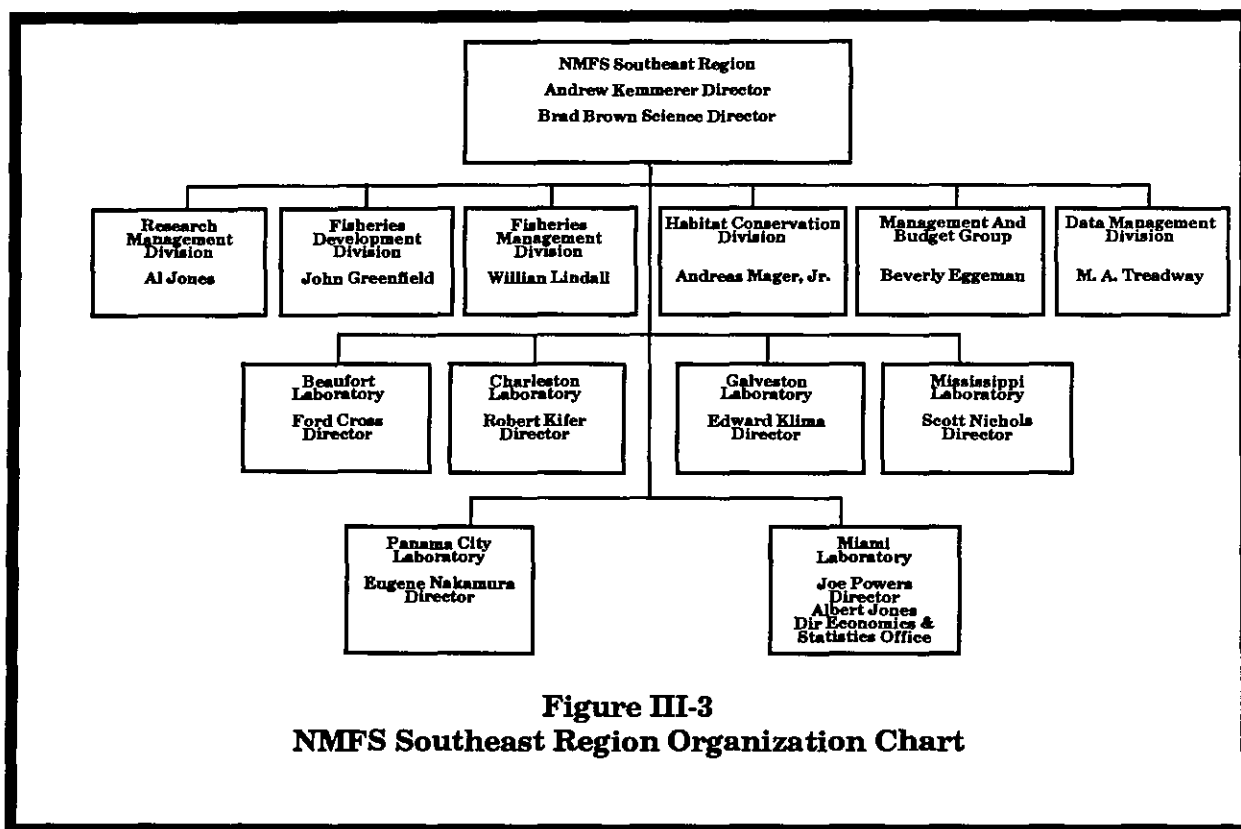 NMFS Southeast Region
Andrew Kemmerer Director
Brad Brown Science Director
Research
Management
Division
Al Jones
Fisheries
Development
Division
John Greenfield
Fisheries
Management
Division
Willian Lindall
Habitat Conservation
Division
Andreas Mager, Jr.
Management And
Budget Group
Beverly Eggeman
Data Management
Division
M. A. Treadway
Beaufort
Laboratory
Ford Cross
Director
Charleston
Laboratory
Robert Kifer
Director
Galveston
Laboratory
Edward Klima
Director
Mississippi
Laboratory
Scott Nichols
Director
Panama City
Laboratory
Eugene Nakamura
Director
Miami
Laboratory
Joe Powers
Director
Albert Jones
Dir Economics &
Statistics Office
Figure III-3
NMFS Southeast Region Organization Chart